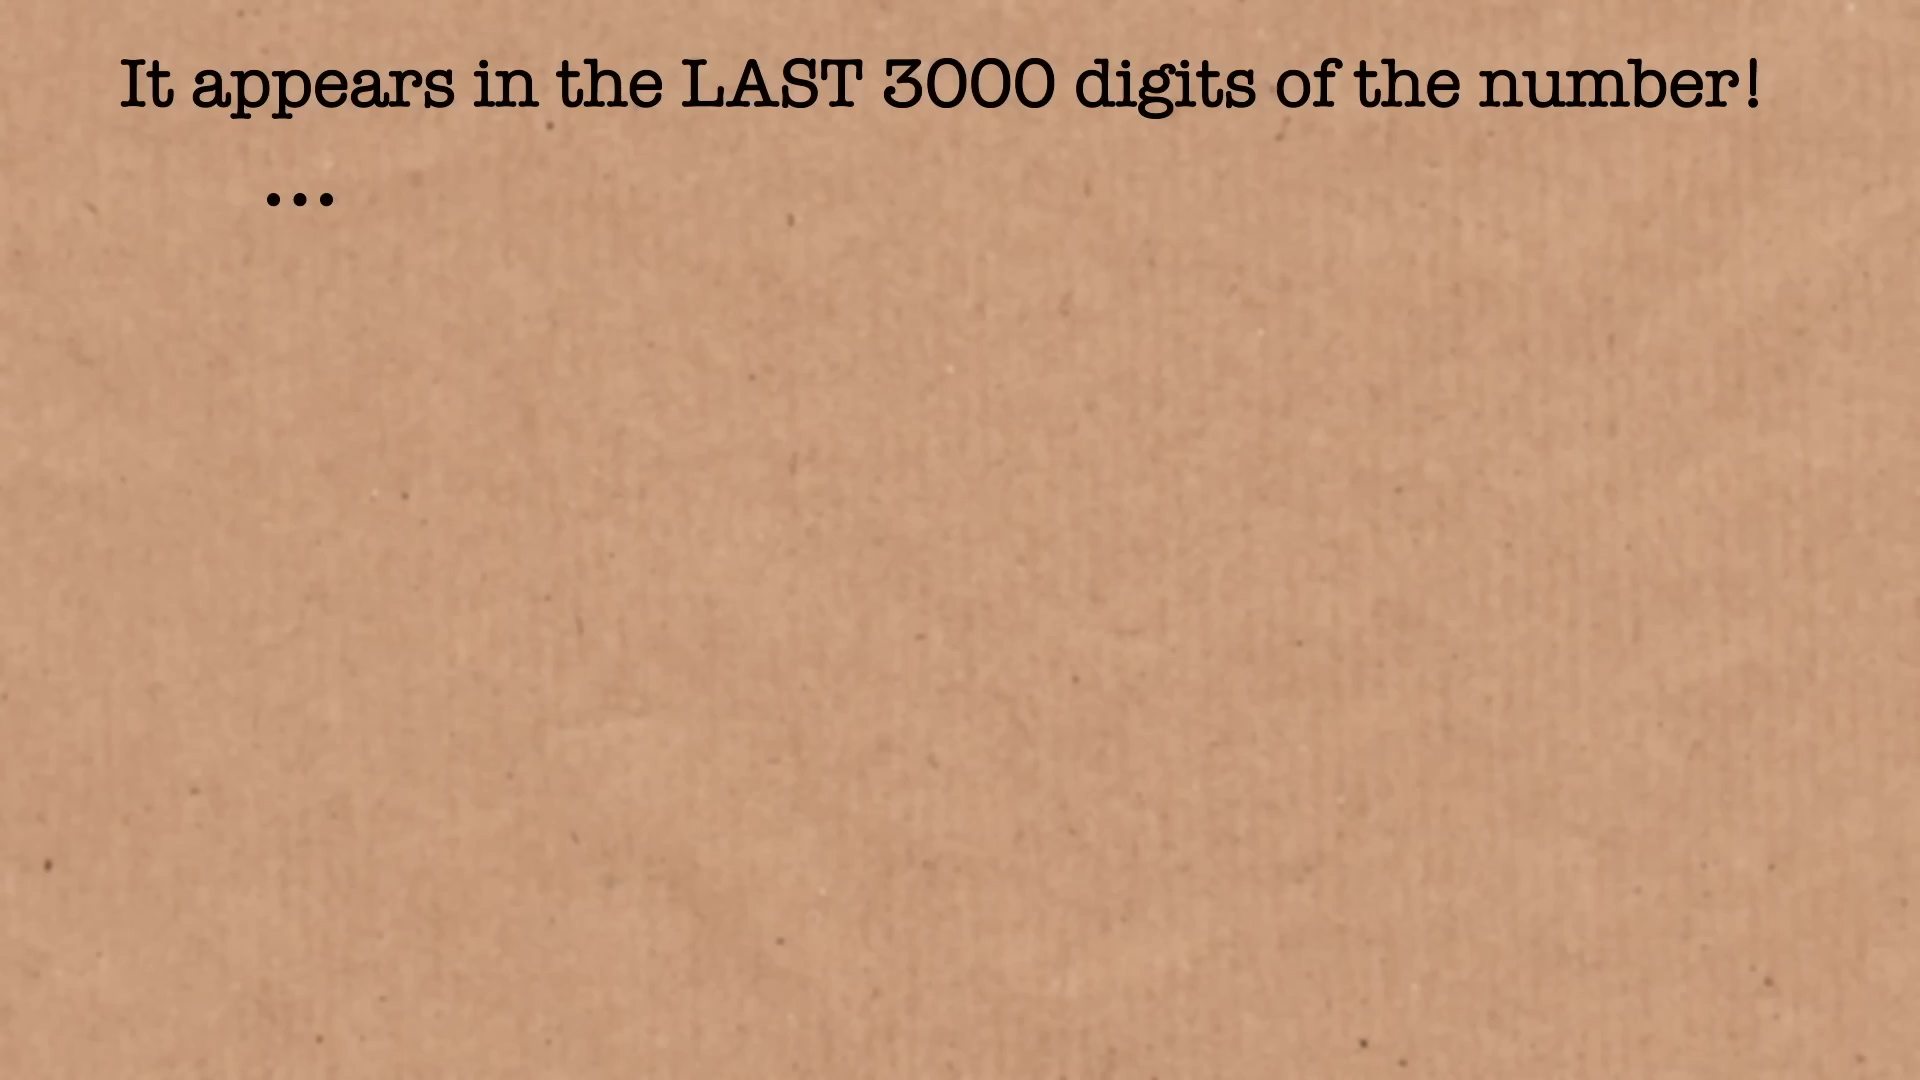 It appears in the LAST 3000 digits of the number!
...